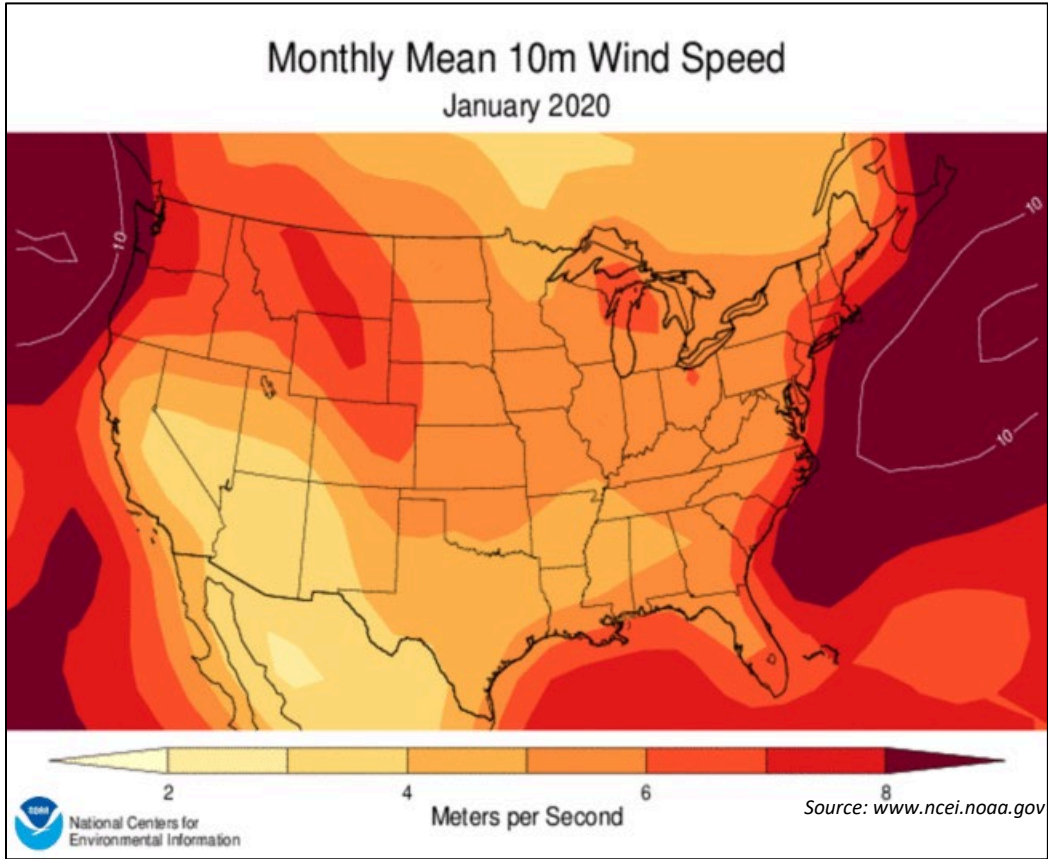 Monthly Mean 10m Wind Speed
January 2020
10
10
10
2 4 6 8
Meters per Second
Source: www.ncei.noaa.gov
NOAA
National Centers for
Environmental Information